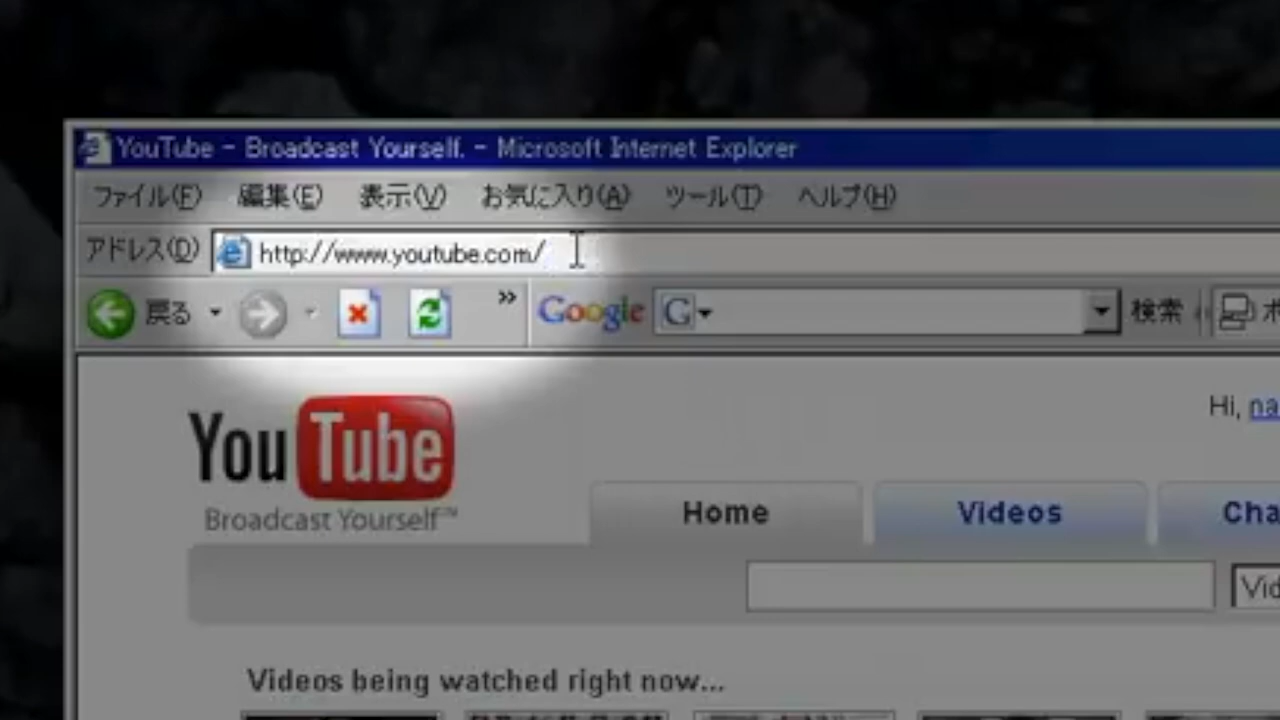 YouTube - Broadcast Yourself. - Microsoft Internet Explorer
ファイル(F) 編集(E) 表示(V) お気に入り(A) ツール(T) ヘルプ(H)
アドレス(D) http://www.youtube.com/
戻る » Google G 検索
Hi,
You Tube
Broadcast Yourself™
Home Videos
Videos being watched right now...